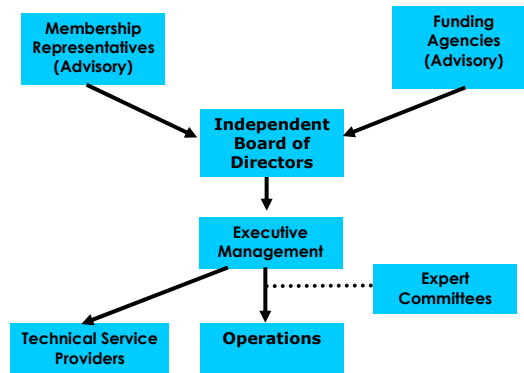 Membership
Representatives
(Advisory)
Funding
Agencies
(Advisory)
Independent
Board of
Directors
Executive
Management
Expert
Committees
Technical Service
Providers
Operations